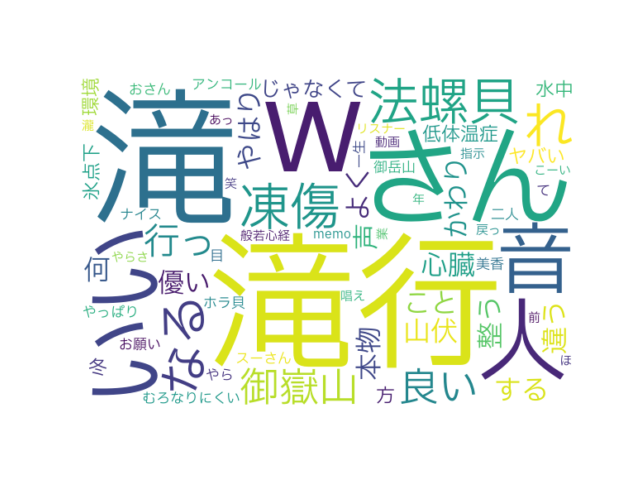 滝
w
さん
滝行
人
音
いい
なる
れ
法螺貝
じゃなくて
やはり
凍傷
行っ
良い
御嶽山
する
こと
山伏
整う
違う
かわり
よく
声
心臓
本物
方
優い
何
冬
環境
氷点下
おさん
アンコール
あっ
草
リスナー
動画
一生
低体温症
水中
ヤバい
御岳山
指示
こーい
て
二人
戻っ
年
美香
前
ほ
業
唱え
memo
般若心経
笑
目
ナイス
やらさ
やっぱり
お願い
ホラ貝
やら
スーさん
むろなりにくい